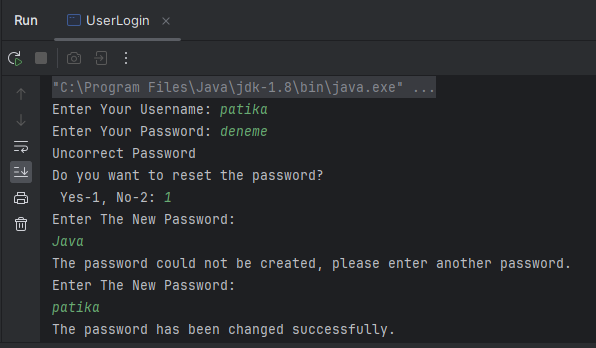 Run UserLogin
"C:\Program Files\Java\jdk-1.8\bin\java.exe" ...
Enter Your Username: patika
Enter Your Password: deneme
Uncorrect Password
Do you want to reset the password?
Yes-1, No-2: 1
Enter The New Password:
Java
The password could not be created, please enter another password.
Enter The New Password:
patika
The password has been changed successfully.